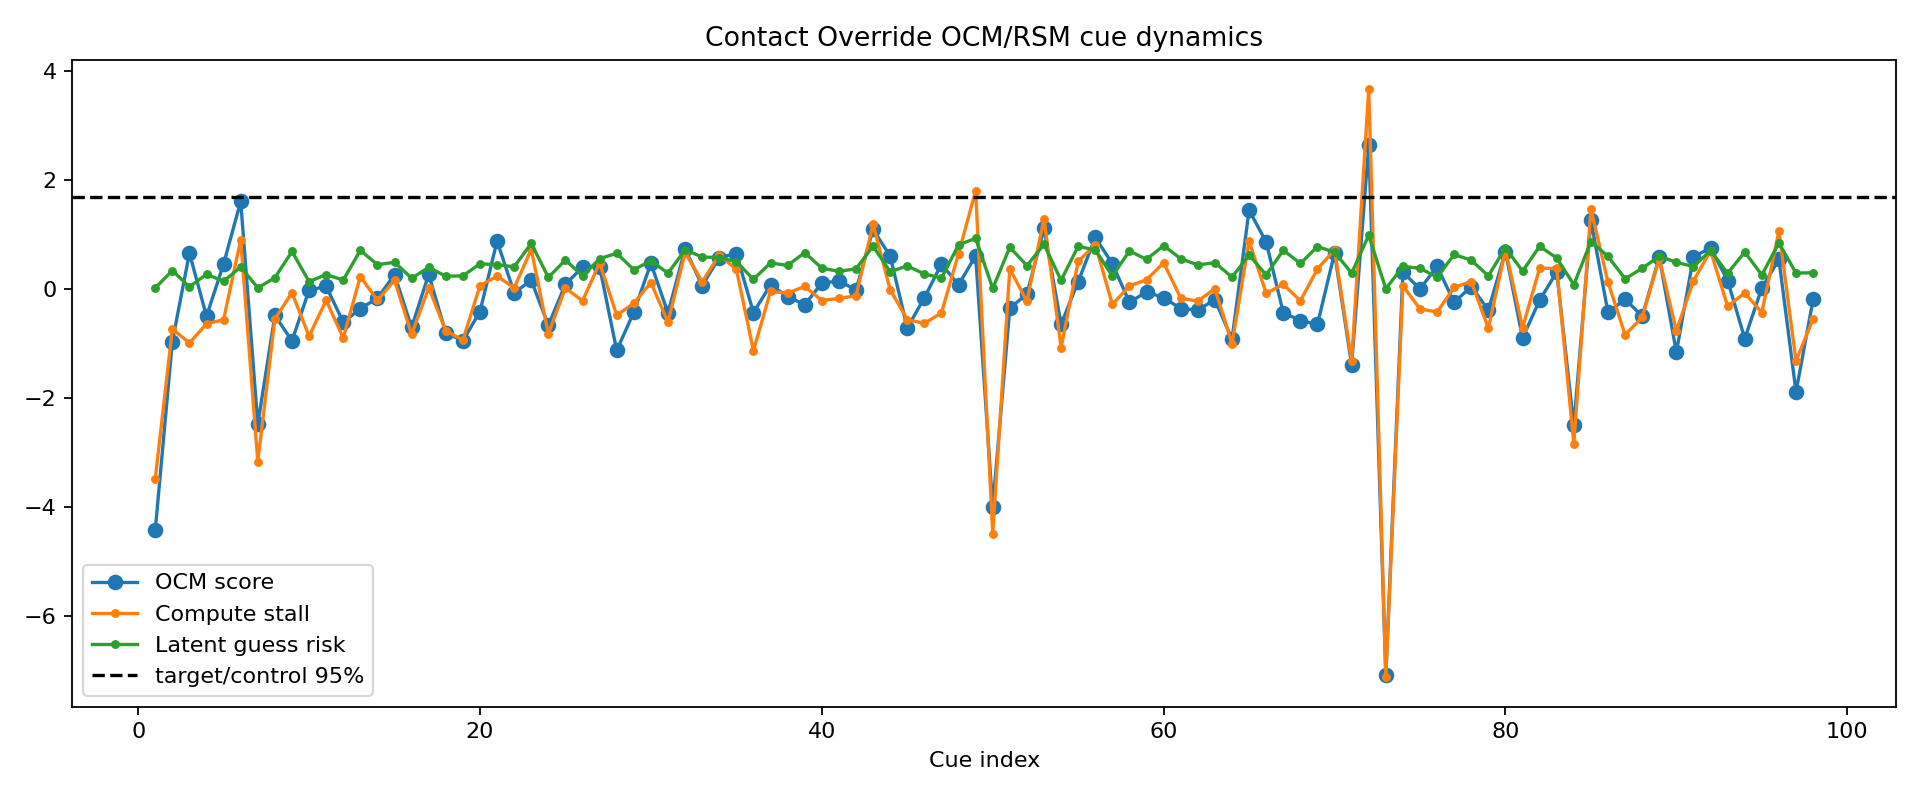 Contact Override OCM/RSM cue dynamics
4
2
0
−2
−4
−6
OCM score
Compute stall
Latent guess risk
target/control 95%
0 20 40 60 80 100
Cue index